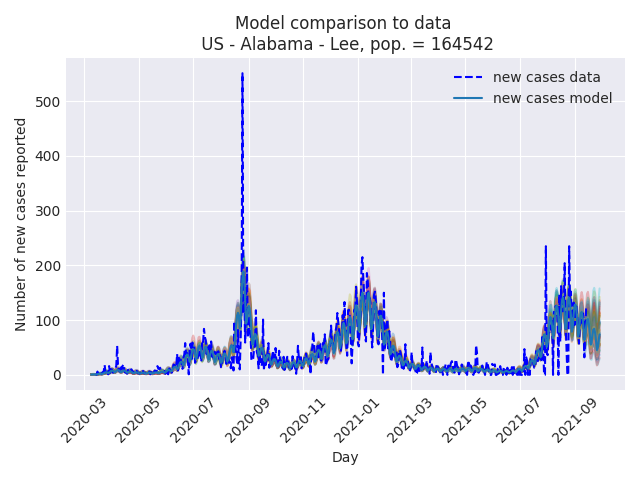 Model comparison to data
US - Alabama - Lee, pop. = 164542
new cases data
new cases model
Number of new cases reported
500
400
300
200
100
0
2020-03
2020-05
2020-07
2020-09
2020-11
2021-01
2021-03
2021-05
2021-07
2021-09
Day